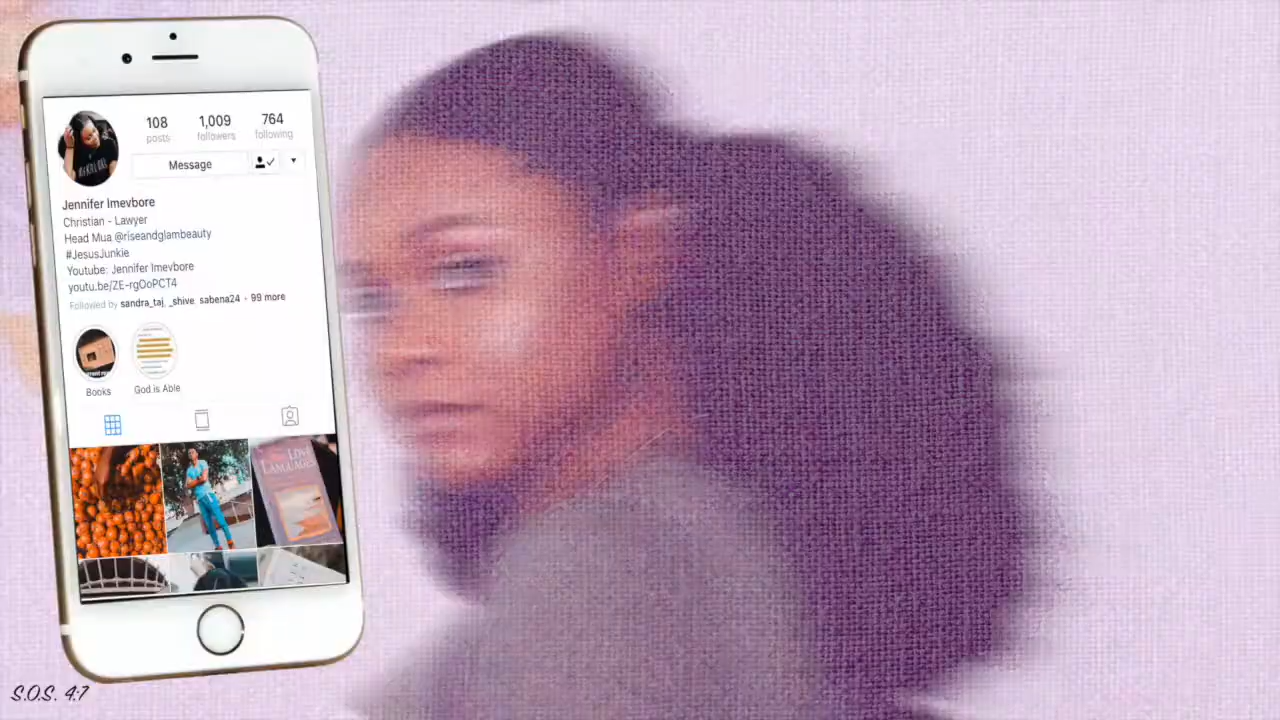 108 1,009 764
posts followers following
Message
Jennifer Imevbore
Christian - Lawyer
Head Mua @riseandglambeauty
#JesusJunkie
Youtube: Jennifer Imevbore
youtu.be/ZE-rgOoPCT4
Followed by sandra_taj, _shive, sabena24 · 99 more
Books God is Able
LOVE
LANGUAGES
S.O.S. 4:7